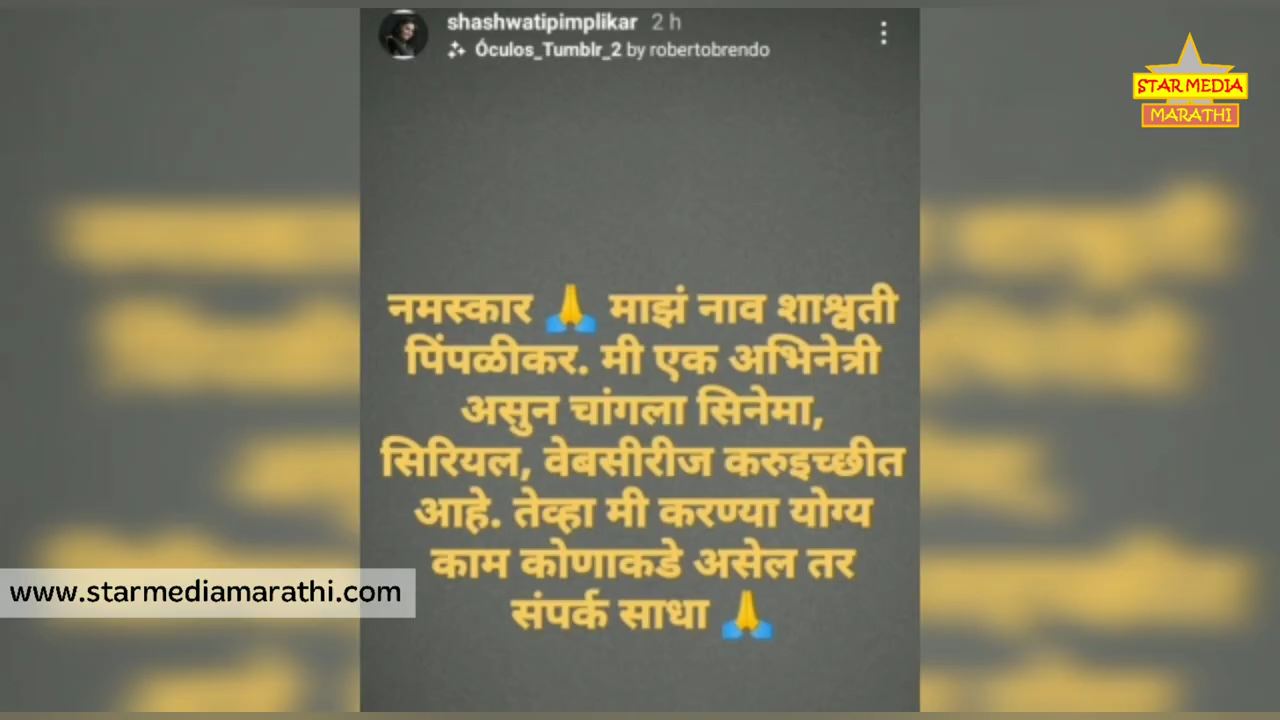 shashwatipimplikar 2 h
Óculos_Tumblr_2 by robertobrendo
STAR MEDIA
MARATHI
नमस्कार 🙏 माझं नाव शाश्वती
पिंपळीकर. मी एक अभिनेत्री
असुन चांगला सिनेमा,
सिरियल, वेबसीरीज करुइच्छीत
आहे. तेव्हा मी करण्या योग्य
काम कोणाकडे असेल तर
संपर्क साधा 🙏
www.starmediamarathi.com